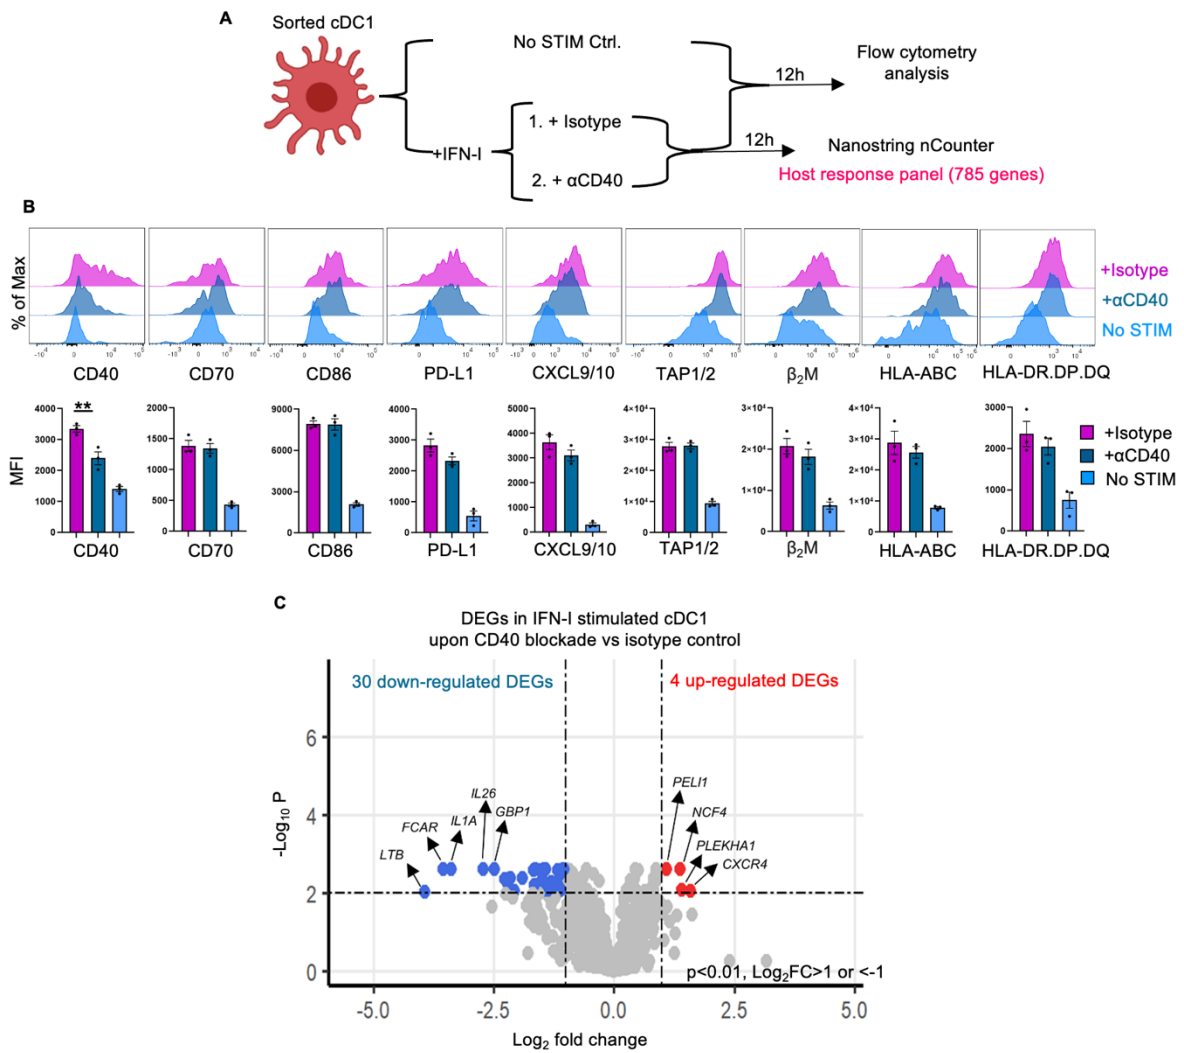 A
Sorted cDC1
No STIM Ctrl.
Flow cytometry
analysis
12h
1. + Isotype
+IFN-I
2. + αCD40
12h
Nanostring nCounter
Host response panel (785 genes)
B
% of Max
+Isotype
+αCD40
No STIM
CD40 CD70 CD86 PD-L1 CXCL9/10 TAP1/2 β₂M HLA-ABC HLA-DR.DP.DQ
MFI
**
4000 3000 2000 1000 0
2000 1500 1000 500 0
9000 6000 3000 0
4000 3000 2000 1000 0
5000 4000 3000 2000 1000 0
4×10⁴ 3×10⁴ 2×10⁴ 1×10⁴ 0
3×10⁴ 2×10⁴ 1×10⁴ 0
4×10⁴ 3×10⁴ 2×10⁴ 1×10⁴ 0
3000 2000 1000 0
+Isotype
+αCD40
No STIM
CD40 CD70 CD86 PD-L1 CXCL9/10 TAP1/2 β₂M HLA-ABC HLA-DR.DP.DQ
C
DEGs in IFN-I stimulated cDC1
upon CD40 blockade vs isotype control
30 down-regulated DEGs
4 up-regulated DEGs
-Log₁₀ P
6
4
2
0
LTB
FCAR
IL1A
IL26
GBP1
PELI1
NCF4
PLEKHA1
CXCR4
p<0.01, Log₂FC>1 or <-1
-5.0 -2.5 0.0 2.5 5.0
Log₂ fold change